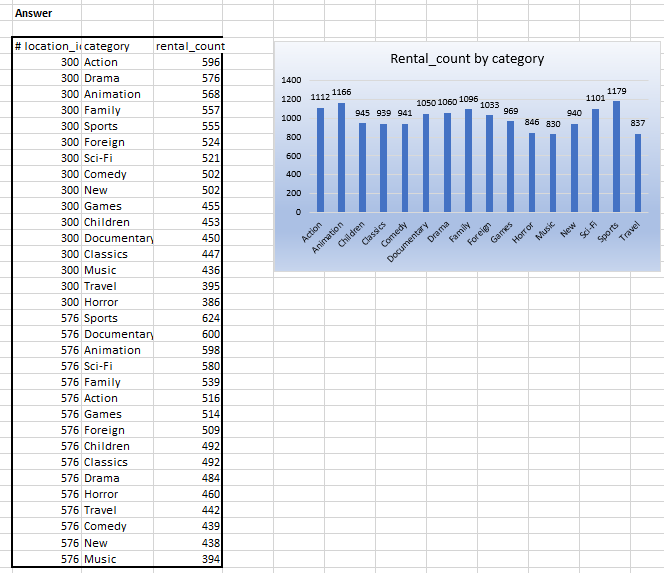 Answer
# location_i category rental_count
300 Action 596
300 Drama 576
300 Animation 568
300 Family 557
300 Sports 555
300 Foreign 524
300 Sci-Fi 521
300 Comedy 502
300 New 502
300 Games 455
300 Children 453
300 Documentary 450
300 Classics 447
300 Music 436
300 Travel 395
300 Horror 386
576 Sports 624
576 Documentary 600
576 Animation 598
576 Sci-Fi 580
576 Family 539
576 Action 516
576 Games 514
576 Foreign 509
576 Children 492
576 Classics 492
576 Drama 484
576 Horror 460
576 Travel 442
576 Comedy 439
576 New 438
576 Music 394
Rental_count by category
1400
1200
1000
800
600
400
200
0
1112 1166 945 939 941 1050 1060 1096 1033 969 846 830 940 1101 1179 837
Action Animation Children Classics Comedy Documentary Drama Family Foreign Games Horror Music New Sci-Fi Sports Travel